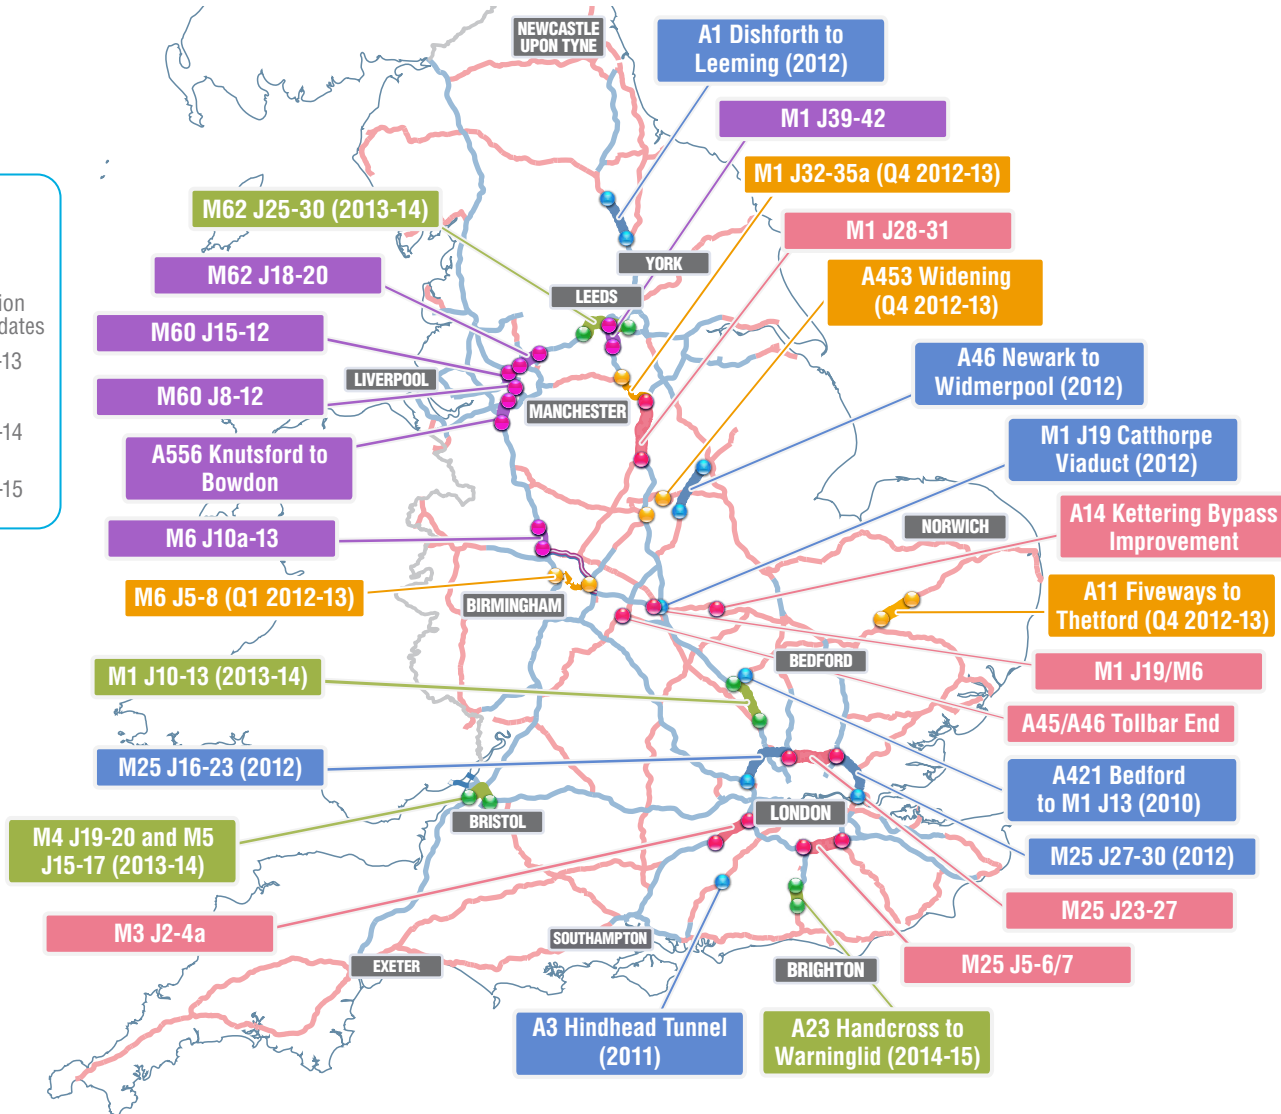 NEWCASTLE
UPON TYNE
A1 Dishforth to
Leeming (2012)
M1 J39-42
M1 J32-35a (Q4 2012-13)
M62 J25-30 (2013-14)
M1 J28-31
YORK
M62 J18-20
A453 Widening
(Q4 2012-13)
LEEDS
tion
dates
-13
-14
-15
M60 J15-12
LIVERPOOL
A46 Newark to
Widmerpool (2012)
M60 J8-12
MANCHESTER
A556 Knutsford to
Bowdon
M1 J19 Catthorpe
Viaduct (2012)
M6 J10a-13
NORWICH
A14 Kettering Bypass
Improvement
M6 J5-8 (Q1 2012-13)
BIRMINGHAM
A11 Fiveways to
Thetford (Q4 2012-13)
BEDFORD
M1 J19/M6
M1 J10-13 (2013-14)
A45/A46 Tollbar End
M25 J16-23 (2012)
A421 Bedford
to M1 J13 (2010)
LONDON
BRISTOL
M4 J19-20 and M5
J15-17 (2013-14)
M25 J27-30 (2012)
M25 J23-27
M3 J2-4a
SOUTHAMPTON
EXETER
BRIGHTON
M25 J5-6/7
A3 Hindhead Tunnel
(2011)
A23 Handcross to
Warninglid (2014-15)